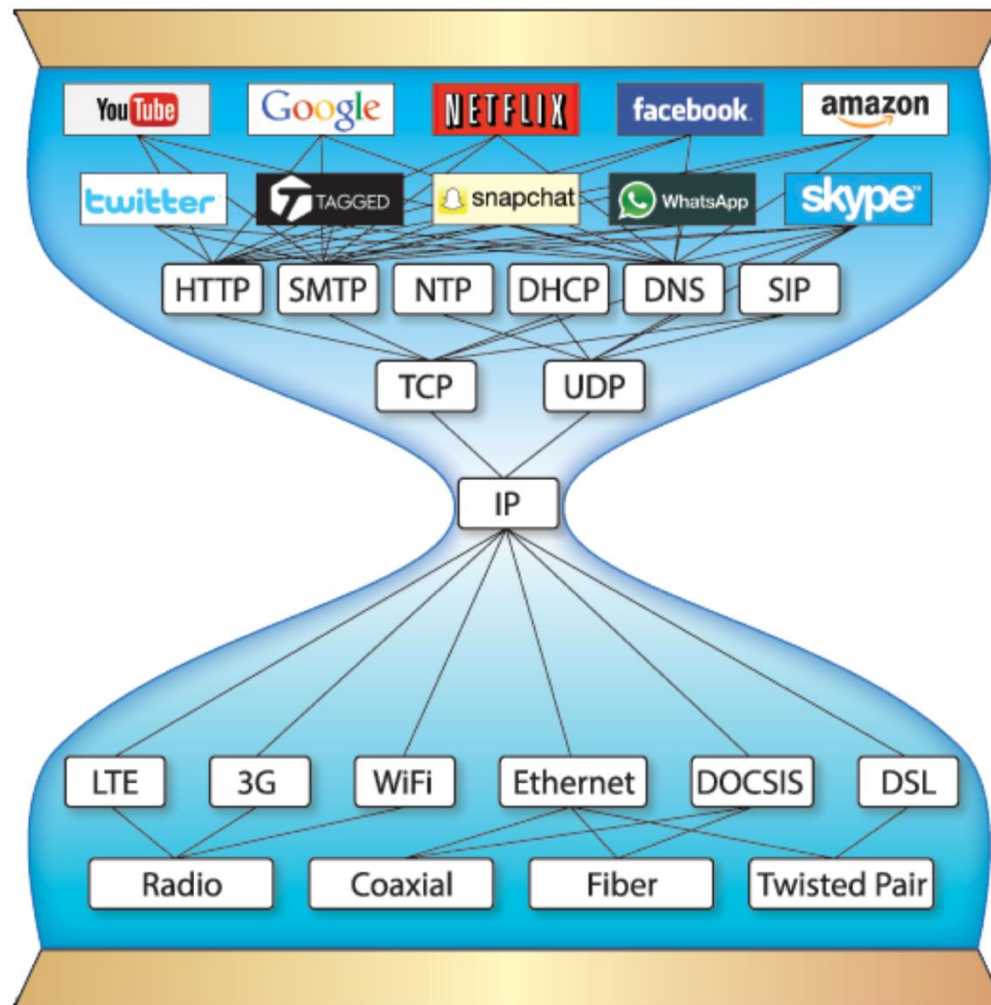 YouTube
Google
NETFLIX
facebook
amazon
twitter
TAGGED
snapchat
WhatsApp
skype™
HTTP
SMTP
NTP
DHCP
DNS
SIP
TCP
UDP
IP
LTE
3G
WiFi
Ethernet
DOCSIS
DSL
Radio
Coaxial
Fiber
Twisted Pair